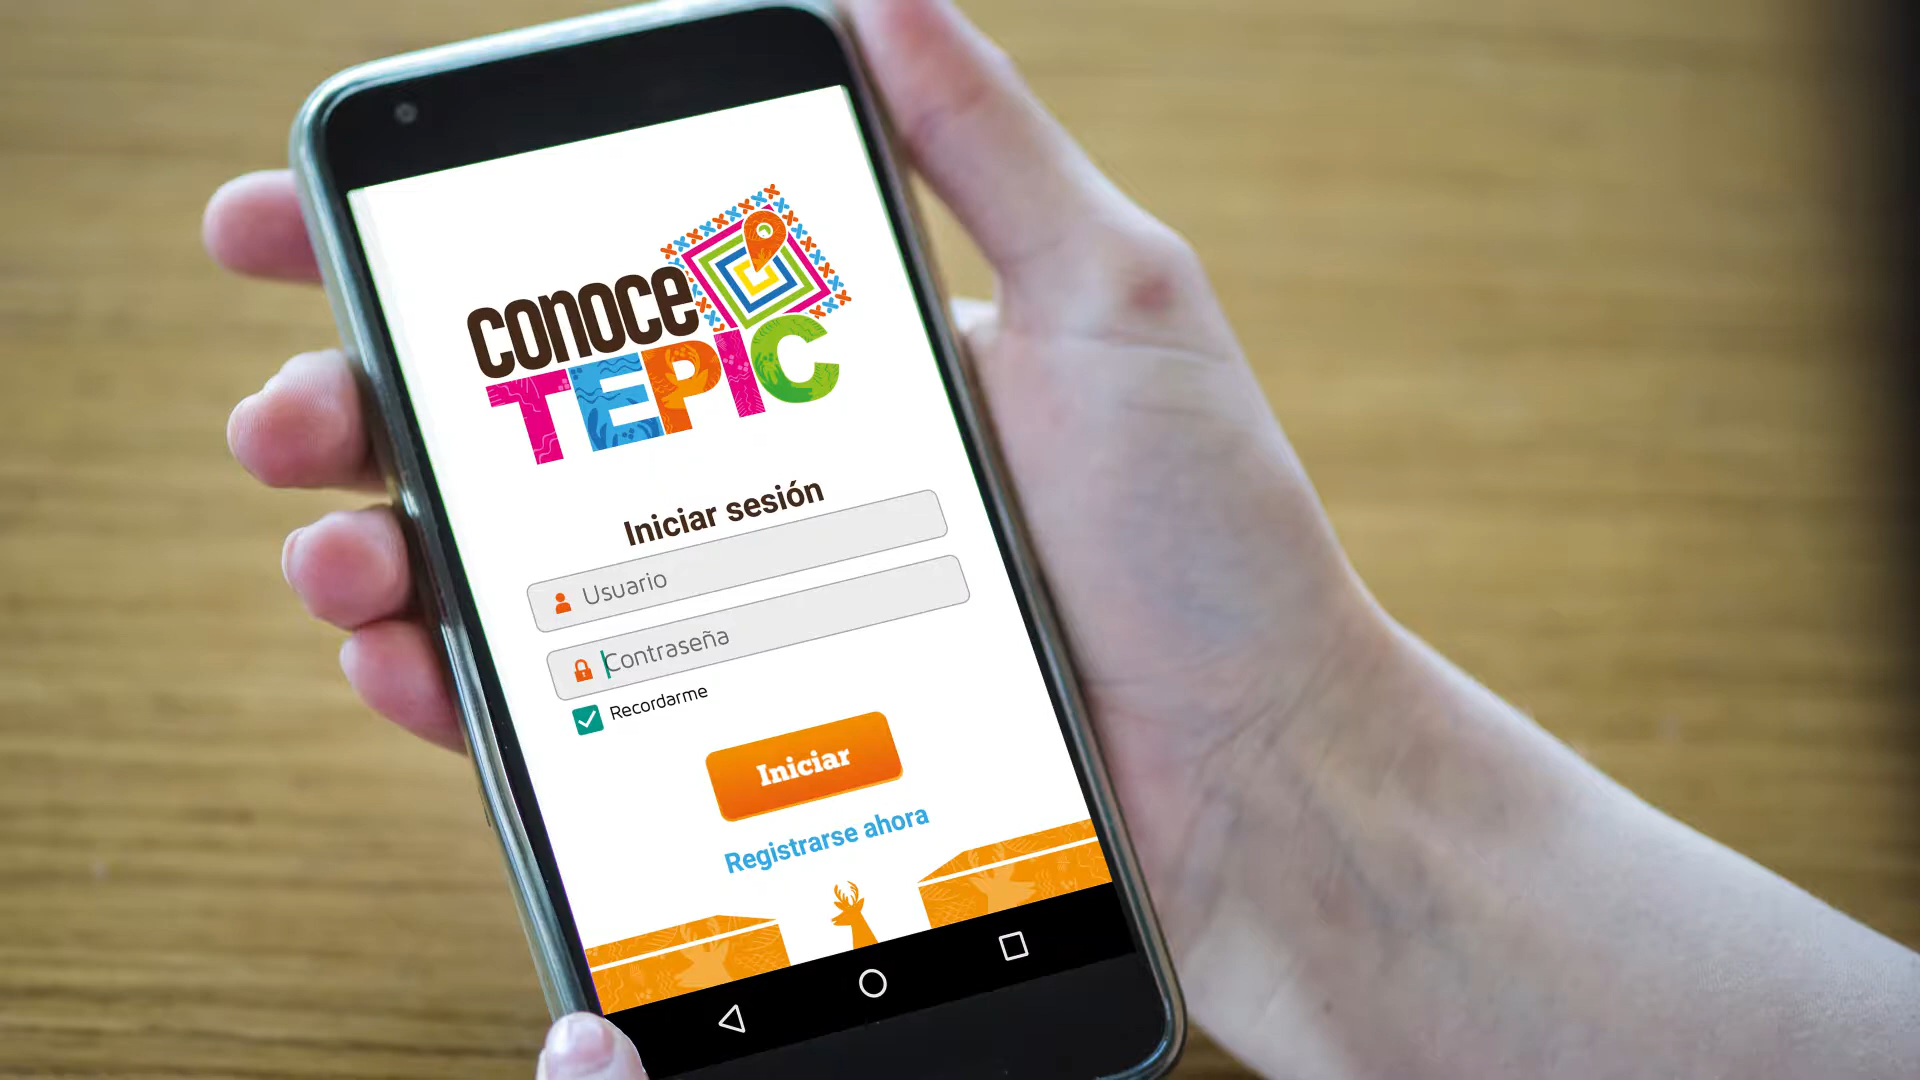 conoce
TEPIC
Iniciar sesión
Usuario
Contraseña
Recordarme
Iniciar
Registrarse ahora